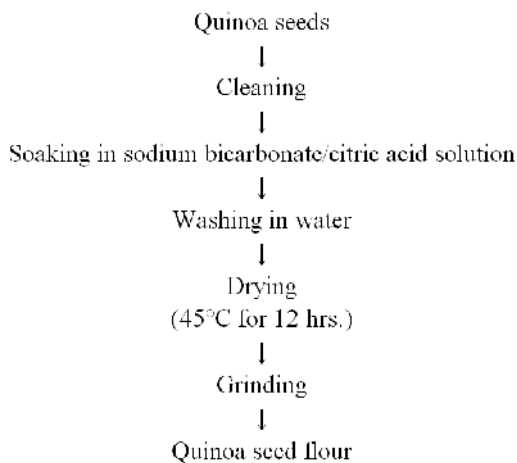 Quinoa seeds
↓
Cleaning
↓
Soaking in sodium bicarbonate/citric acid solution
↓
Washing in water
↓
Drying
(45°C for 12 hrs.)
↓
Grinding
↓
Quinoa seed flour